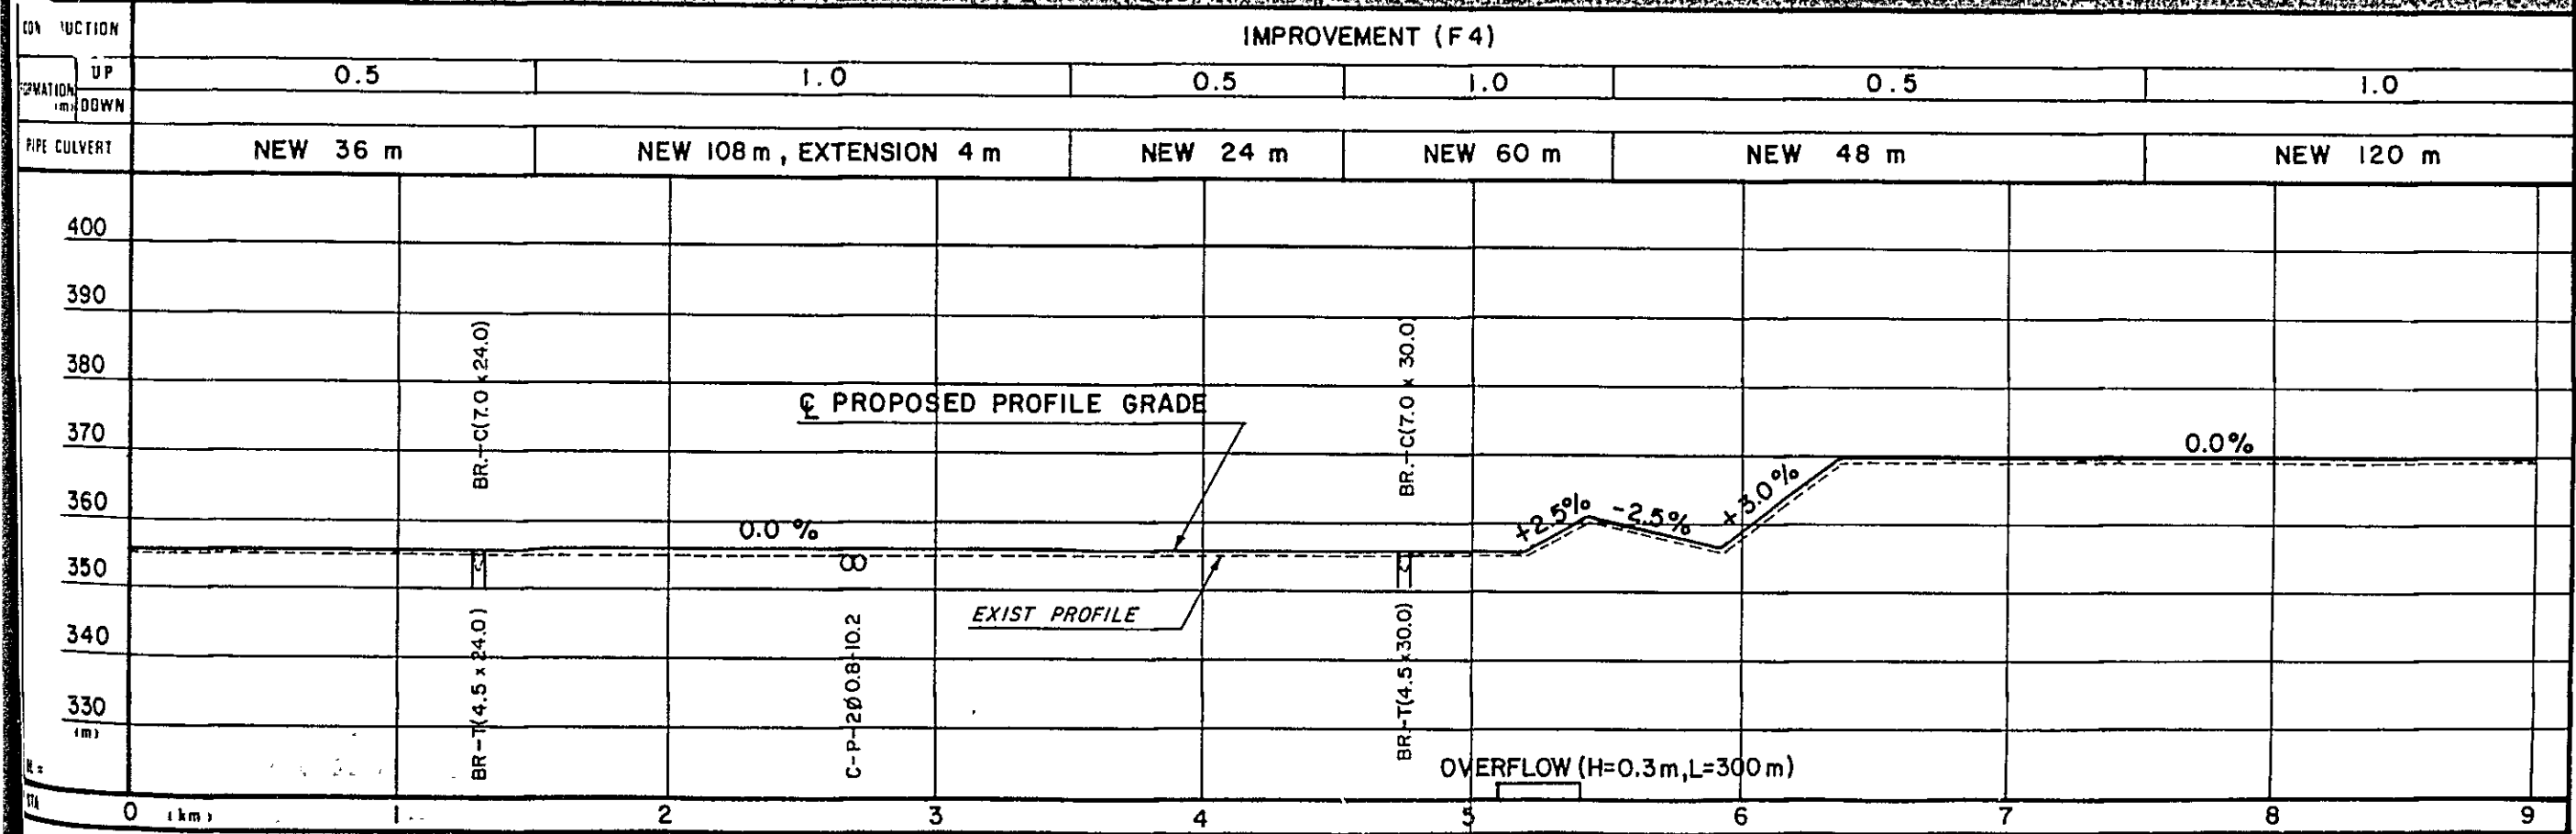 IMPROVEMENT (F4)
UP 0.5 1.0 0.5 1.0 0.5 1.0
(m) DOWN
PIPE CULVERT NEW 36 m NEW 108 m, EXTENSION 4 m NEW 24 m NEW 60 m NEW 48 m NEW 120 m
400
390
380
370
360
350
340
330
(m)
BR.-C(7.0 x 24.0)
BR-T(4.5 x 24.0)
℄ PROPOSED PROFILE GRADE
0.0 %
C-P-2Ø0.8-10.2
EXIST PROFILE
BR.-C(7.0 x 30.0)
BR.-T(4.5 x 30.0)
+2.5% -2.5% +3.0% 0.0%
OVERFLOW (H=0.3m,L=300m)
STA 0 (km) 1 2 3 4 5 6 7 8 9